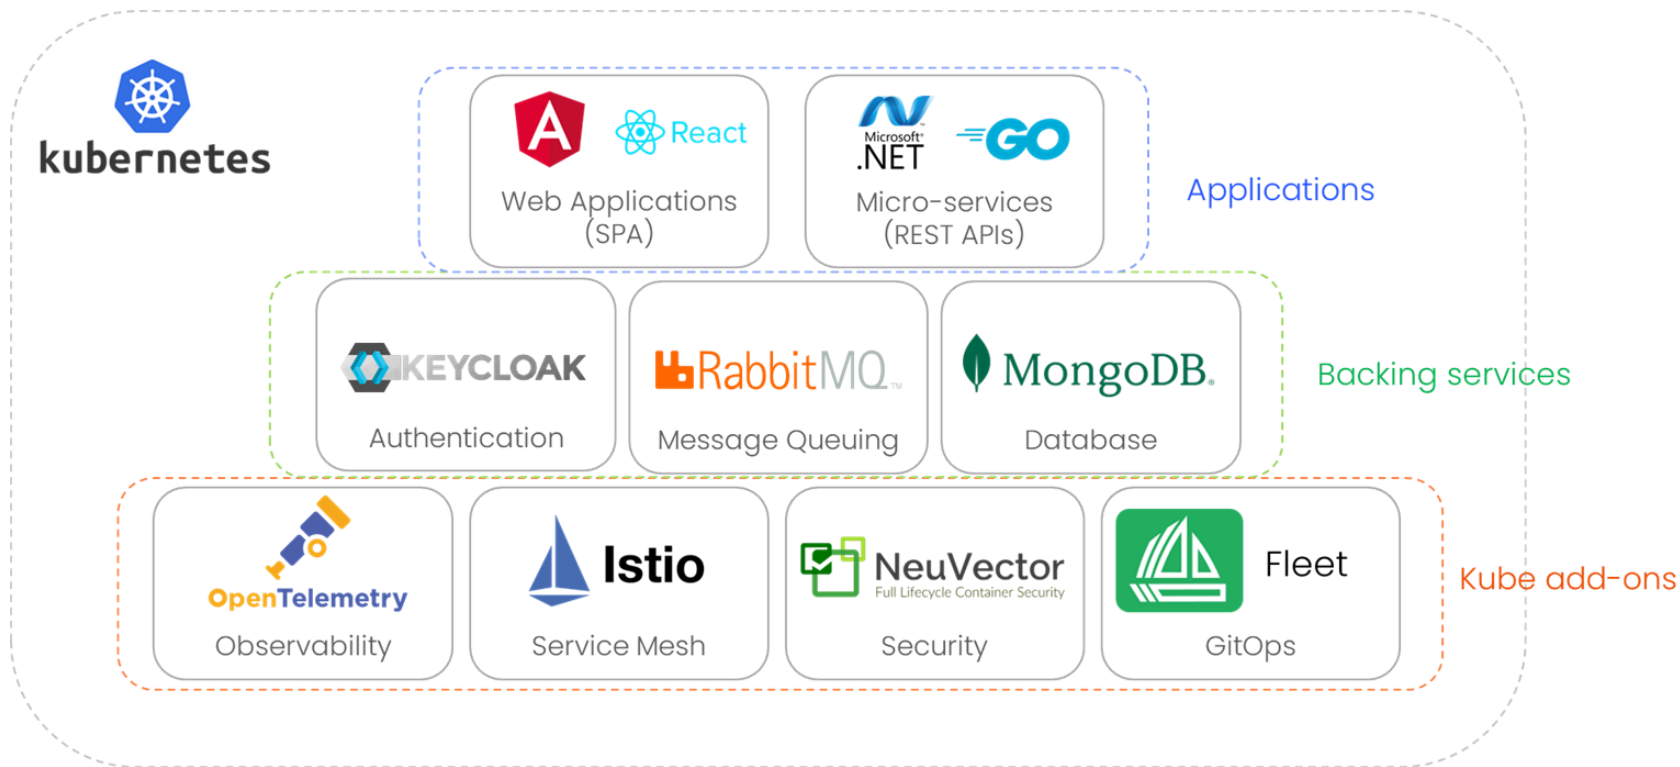 kubernetes
A
React
Web Applications
(SPA)
Microsoft®
.NET
GO
Micro-services
(REST APIs)
Applications
KEYCLOAK
Authentication
RabbitMQ™
Message Queuing
MongoDB®
Database
Backing services
OpenTelemetry
Observability
Istio
Service Mesh
NeuVector
Full Lifecycle Container Security
Security
Fleet
GitOps
Kube add-ons